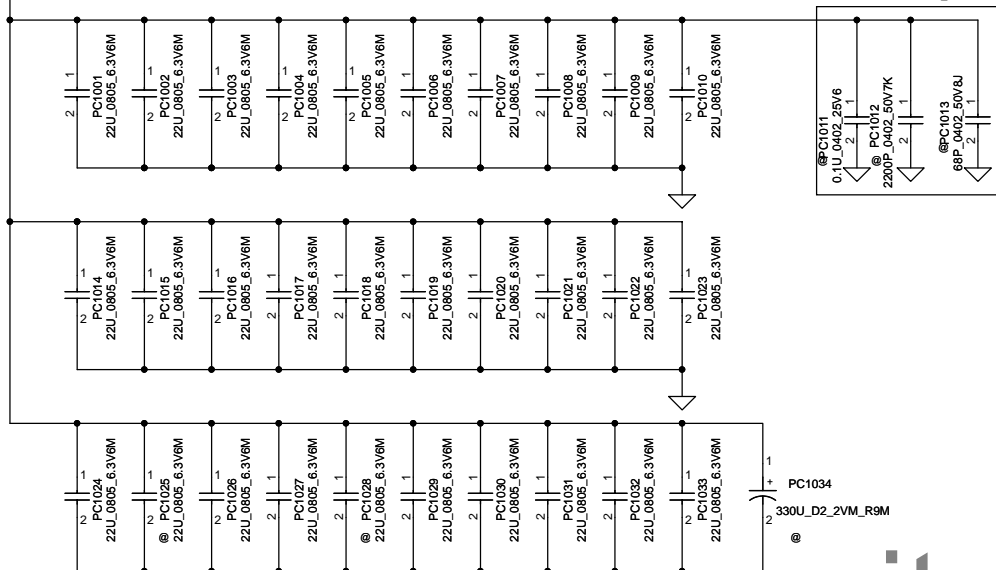 1
2
PC1001
22U_0805_6.3V6M
1
2
PC1002
22U_0805_6.3V6M
1
2
PC1003
22U_0805_6.3V6M
1
2
PC1004
22U_0805_6.3V6M
1
2
PC1005
22U_0805_6.3V6M
1
2
PC1006
22U_0805_6.3V6M
1
2
PC1007
22U_0805_6.3V6M
1
2
PC1008
22U_0805_6.3V6M
1
2
PC1009
22U_0805_6.3V6M
1
2
PC1010
22U_0805_6.3V6M
@PC1011
0.1U_0402_25V6
1
2
@ PC1012
2200P_0402_50V7K
1
2
@PC1013
68P_0402_50V8J
1
2
1
2
PC1014
22U_0805_6.3V6M
1
2
PC1015
22U_0805_6.3V6M
1
2
PC1016
22U_0805_6.3V6M
1
2
PC1017
22U_0805_6.3V6M
1
2
PC1018
22U_0805_6.3V6M
1
2
PC1019
22U_0805_6.3V6M
1
2
PC1020
22U_0805_6.3V6M
1
2
PC1021
22U_0805_6.3V6M
1
2
PC1022
22U_0805_6.3V6M
1
2
PC1023
22U_0805_6.3V6M
1
2
PC1024
22U_0805_6.3V6M
1
2
@ PC1025
22U_0805_6.3V6M
1
2
PC1026
22U_0805_6.3V6M
1
2
PC1027
22U_0805_6.3V6M
1
2
@ PC1028
22U_0805_6.3V6M
1
2
PC1029
22U_0805_6.3V6M
1
2
PC1030
22U_0805_6.3V6M
1
2
PC1031
22U_0805_6.3V6M
1
2
PC1032
22U_0805_6.3V6M
1
2
PC1033
22U_0805_6.3V6M
1
+
2
PC1034
330U_D2_2VM_R9M
@